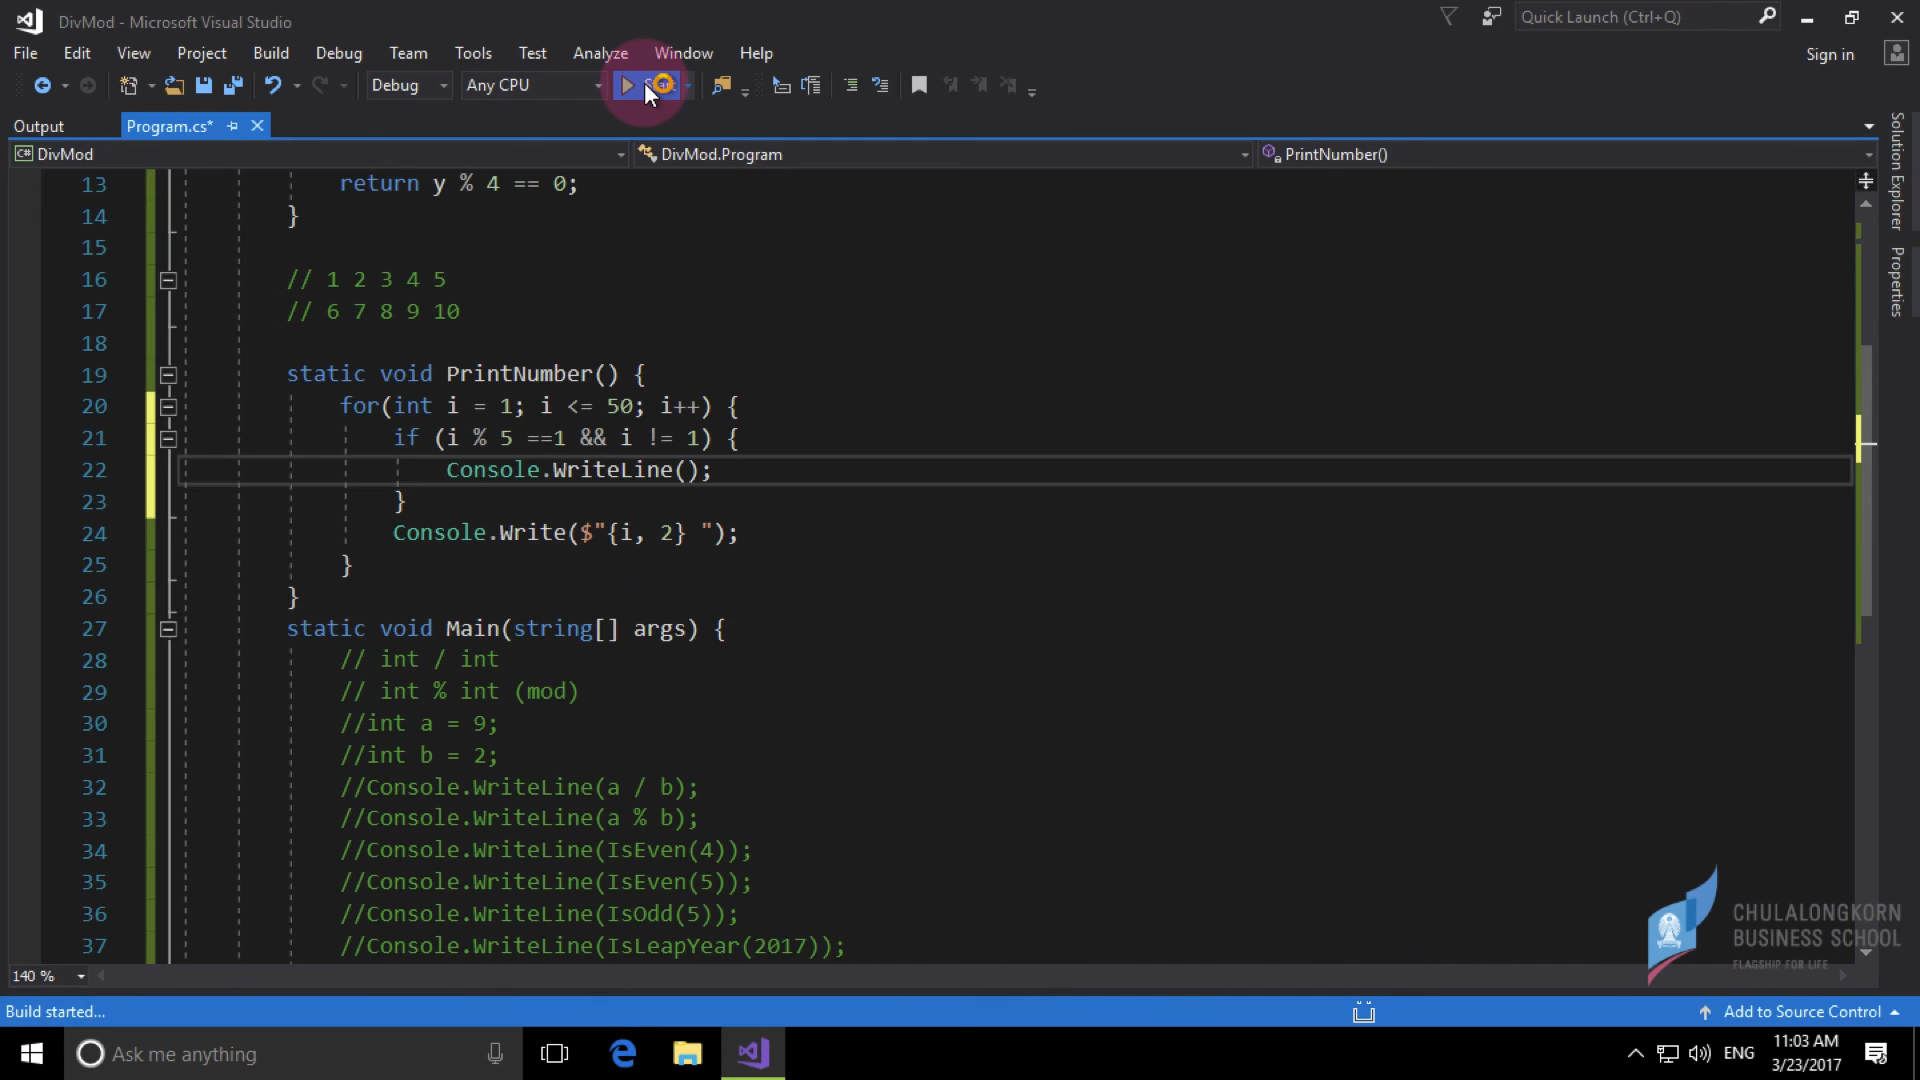 DivMod - Microsoft Visual Studio
Quick Launch (Ctrl+Q)
File Edit View Project Build Debug Team Tools Test Analyze Window Help
Sign in
Debug Any CPU
Output Program.cs*
C# DivMod DivMod.Program PrintNumber()
Solution Explorer
Properties
13 return y % 4 == 0;
14 }
15
16 // 1 2 3 4 5
17 // 6 7 8 9 10
18
19 static void PrintNumber() {
20 for(int i = 1; i <= 50; i++) {
21 if (i % 5 ==1 && i != 1) {
22 Console.WriteLine();
23 }
24 Console.Write($"{i, 2} ");
25 }
26 }
27 static void Main(string[] args) {
28 // int / int
29 // int % int (mod)
30 //int a = 9;
31 //int b = 2;
32 //Console.WriteLine(a / b);
33 //Console.WriteLine(a % b);
34 //Console.WriteLine(IsEven(4));
35 //Console.WriteLine(IsEven(5));
36 //Console.WriteLine(IsOdd(5));
37 //Console.WriteLine(IsLeapYear(2017));
CHULALONGKORN
BUSINESS SCHOOL
FLAGSHIP FOR LIFE
140 %
Build started...
Add to Source Control
Ask me anything
ENG
11:03 AM
3/23/2017